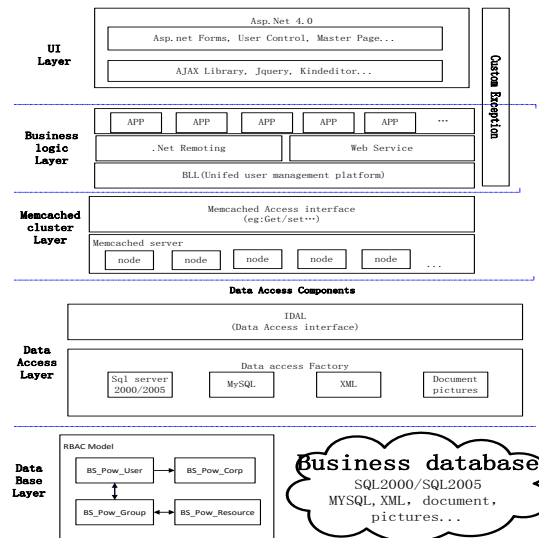 Asp.Net 4.0
Asp.net Forms, User Control, Master Page...
AJAX Library, Jquery, Kindeditor...
UI
Layer
Custom Exception
Business
logic
Layer
APP APP APP APP APP ...
.Net Remoting Web Service
BLL(Unifed user management platform)
Memcached
cluster
Layer
Memcached Access interface
(eg:Get/set...)
Memcached server
node node node node node ...
Data Access Components
Data
Access
Layer
IDAL
(Data Access interface)
Data access Factory
Sql server
2000/2005
MySQL
XML
Document
pictures
Data
Base
Layer
RBAC Model
BS_Pow_User BS_Pow_Corp
BS_Pow_Group BS_Pow_Resource
Business database
SQL2000/SQL2005
MYSQL,XML, document,
pictures...